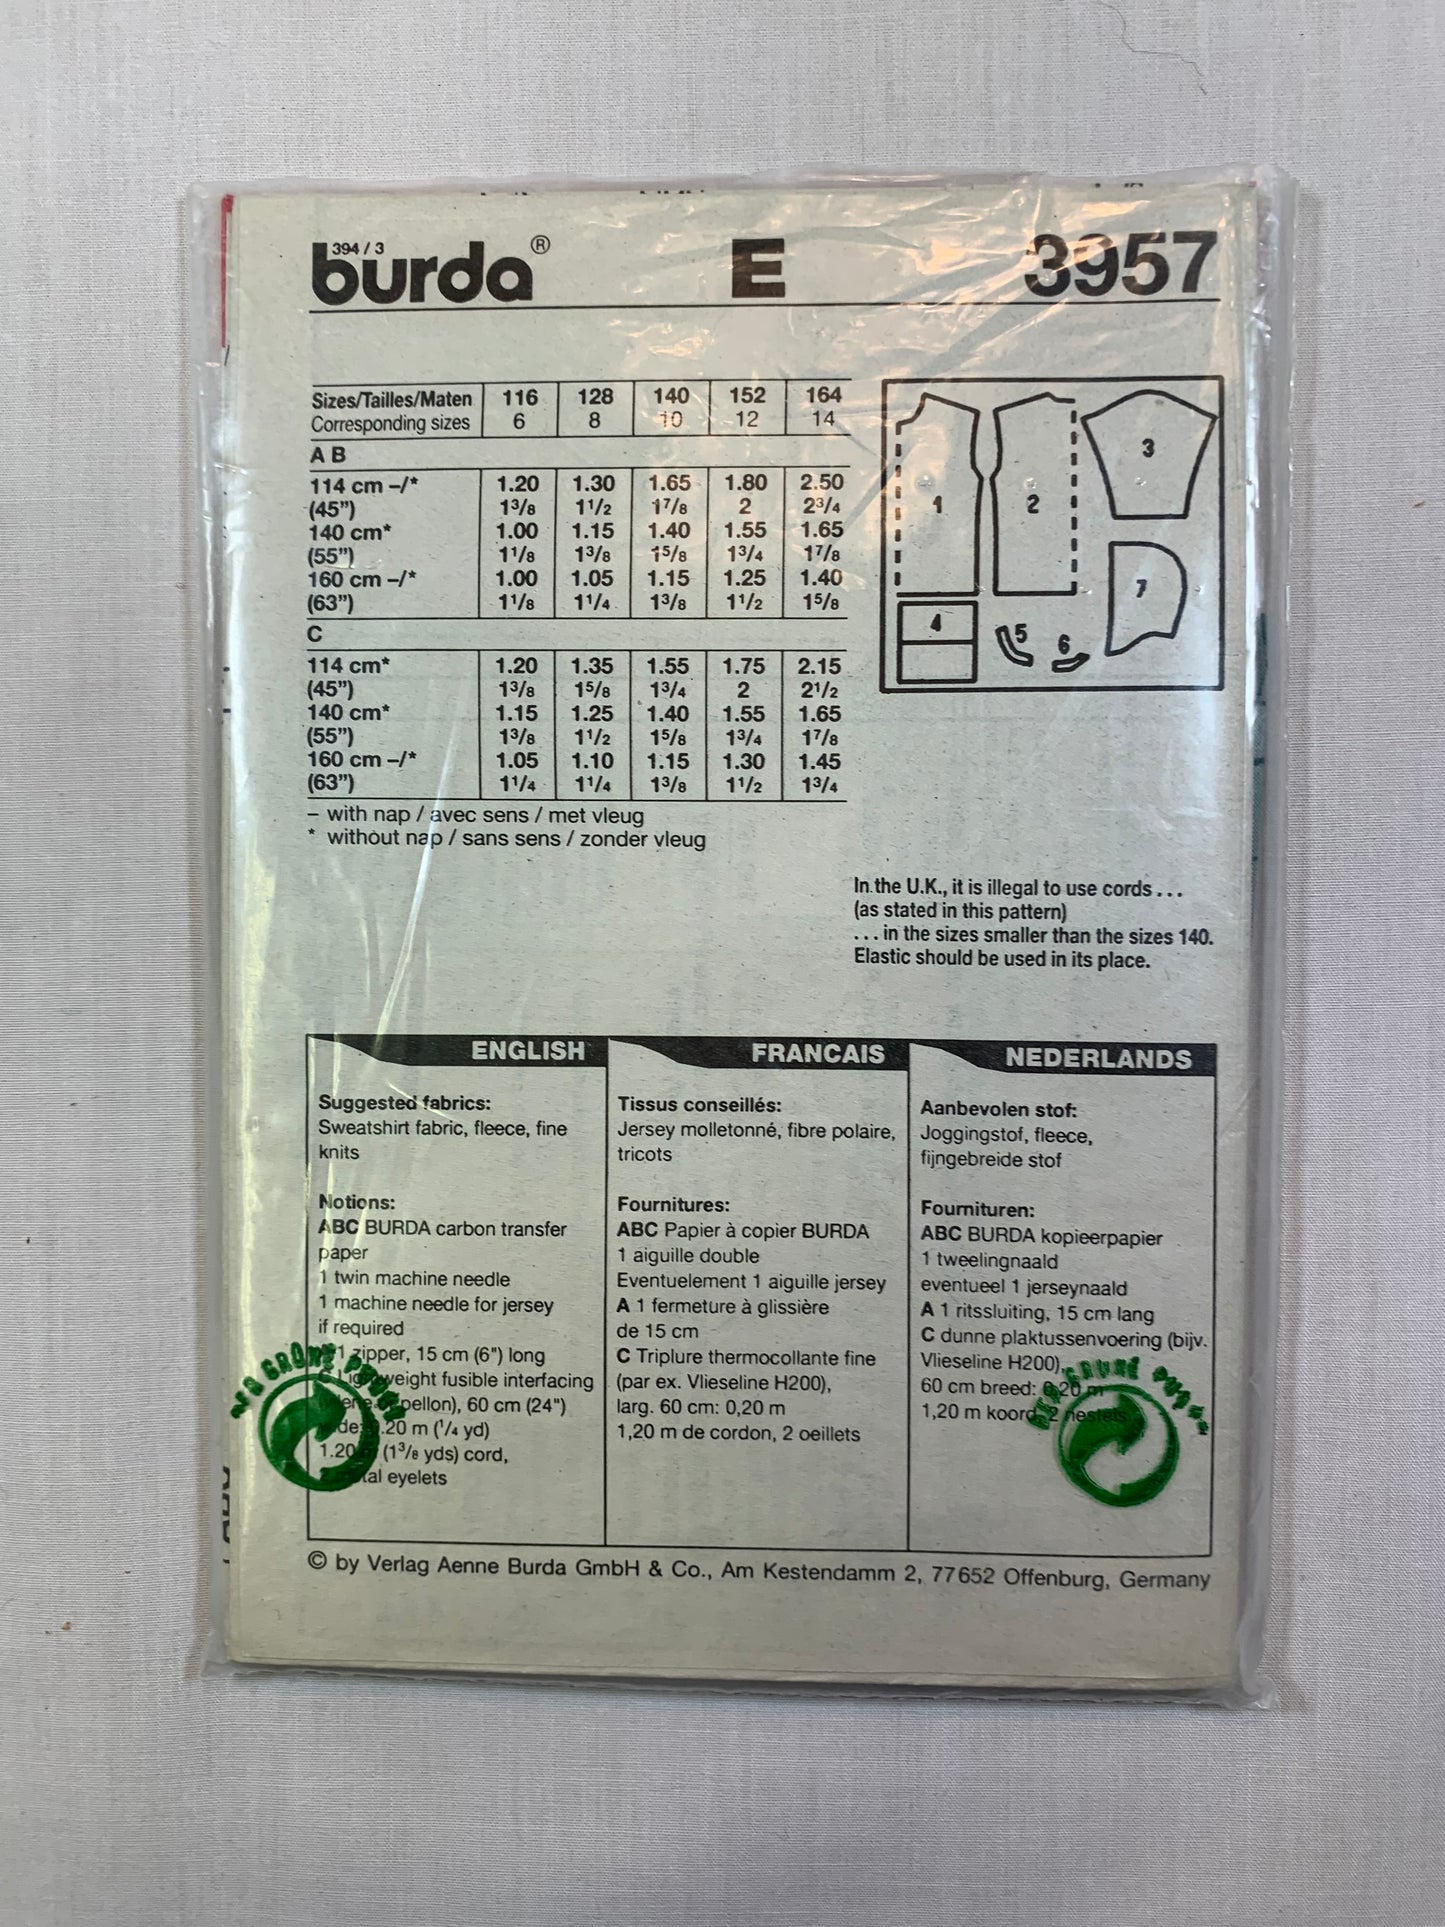 394 / 3
burda® E 3957
Sizes/Tailles/Maten 116 128 140 152 164
Corresponding sizes 6 8 10 12 14
A B
114 cm –/* 1.20 1.30 1.65 1.80 2.50
(45”) 1³/₈ 1¹/₂ 1⁷/₈ 2 2³/₄
140 cm* 1.00 1.15 1.40 1.55 1.65
(55”) 1¹/₈ 1³/₈ 1⁵/₈ 1³/₄ 1⁷/₈
160 cm –/* 1.00 1.05 1.15 1.25 1.40
(63”) 1¹/₈ 1¹/₄ 1³/₈ 1¹/₂ 1⁵/₈
C
114 cm* 1.20 1.35 1.55 1.75 2.15
(45”) 1³/₈ 1⁵/₈ 1³/₄ 2 2¹/₂
140 cm* 1.15 1.25 1.40 1.55 1.65
(55”) 1³/₈ 1¹/₂ 1⁵/₈ 1³/₄ 1⁷/₈
160 cm –/* 1.05 1.10 1.15 1.30 1.45
(63”) 1¹/₄ 1¹/₄ 1³/₈ 1¹/₂ 1³/₄
– with nap / avec sens / met vleug
* without nap / sans sens / zonder vleug
1 2 3
4 5 6 7
In the U.K., it is illegal to use cords . . .
(as stated in this pattern)
. . . in the sizes smaller than the sizes 140.
Elastic should be used in its place.
ENGLISH
Suggested fabrics:
Sweatshirt fabric, fleece, fine
knits
Notions:
ABC BURDA carbon transfer
paper
1 twin machine needle
1 machine needle for jersey
if required
1 zipper, 15 cm (6") long
fusible interfacing
60 cm (24")
(¹/₄ yd)
(1³/₈ yds) cord,
eyelets
FRANCAIS
Tissus conseillés:
Jersey molletonné, fibre polaire,
tricots
Fournitures:
ABC Papier à copier BURDA
1 aiguille double
Eventuelement 1 aiguille jersey
A 1 fermeture à glissière
de 15 cm
C Triplure thermocollante fine
(par ex. Vlieseline H200),
larg. 60 cm: 0,20 m
1,20 m de cordon, 2 oeillets
NEDERLANDS
Aanbevolen stof:
Joggingstof, fleece,
fijngebreide stof
Fournituren:
ABC BURDA kopieerpapier
1 tweelingnaald
eventueel 1 jerseynaald
A 1 ritssluiting, 15 cm lang
C dunne plaktussenvoering (bijv.
Vlieseline H200),
60 cm breed: 0,20 m
1,20 m koord, 2 nestels
© by Verlag Aenne Burda GmbH & Co., Am Kestendamm 2, 77652 Offenburg, Germany